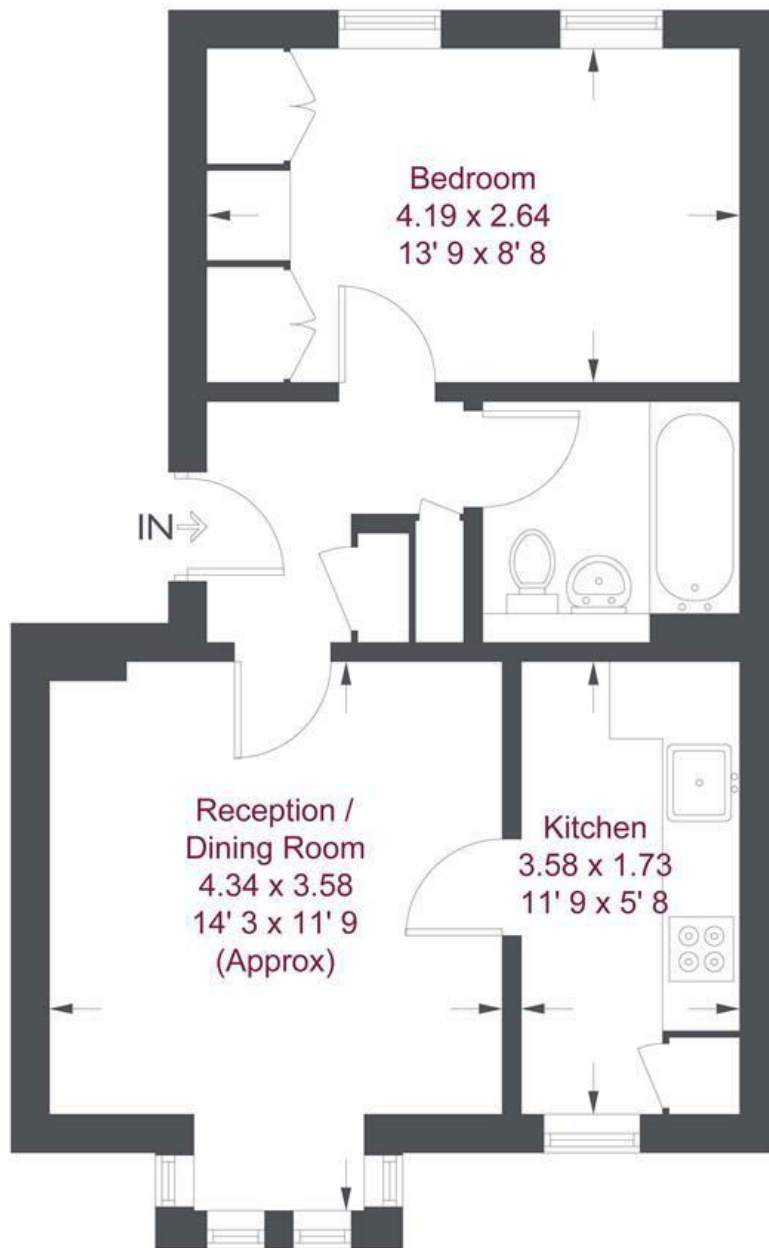 Bedroom
4.19 x 2.64
13' 9 x 8' 8
IN
Reception /
Dining Room
4.34 x 3.58
14' 3 x 11' 9
(Approx)
Kitchen
3.58 x 1.73
11' 9 x 5' 8